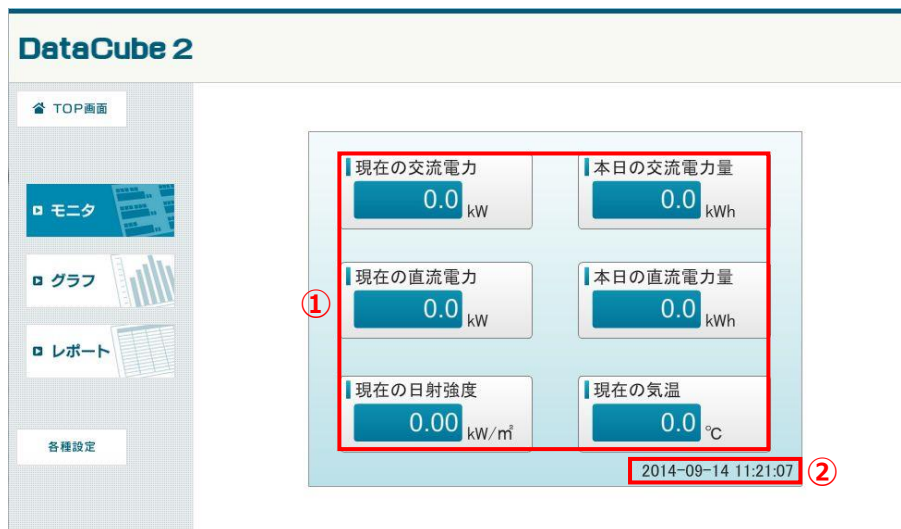 DataCube 2
TOP画面
モニタ
グラフ
レポート
各種設定
①
現在の交流電力
0.0 kW
本日の交流電力量
0.0 kWh
現在の直流電力
0.0 kW
本日の直流電力量
0.0 kWh
現在の日射強度
0.00 kW/㎡
現在の気温
0.0 ℃
2014-09-14 11:21:07
②